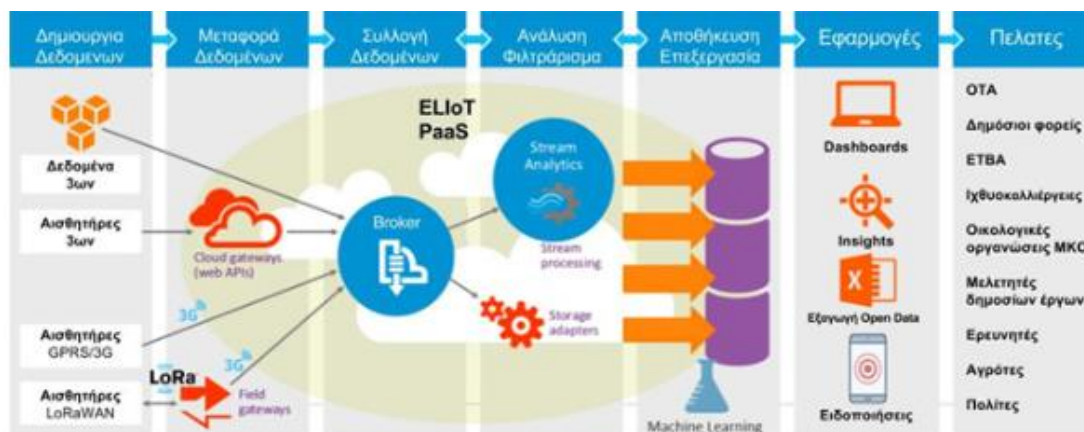 Δημιουργια
Δεδομενων
Μεταφορά
Δεδομένων
Συλλογή
Δεδομένων
Ανάλυση
Φιλτράρισμα
Αποθήκευση
Επεξεργασία
Εφαρμογές
Πελατες
Δεδομένα
3ων
Αισθητήρες
3ων
Αισθητήρες
GPRS/3G
Αισθητήρες
LoRaWAN
Cloud gateways
(web APIs)
3G
LoRa
3G
Field
gateways
ELIoT
PaaS
Broker
Stream
Analytics
Stream
processing
Storage
adapters
Machine Learning
Dashboards
Insights
X
Εξαγωγή Open Data
Ειδοποιήσεις
ΟΤΑ
Δημόσιοι φορείς
ΕΤΒΑ
Ιχθυοκαλλιέργειες
Οικολογικές
οργανώσεις ΜΚΟ
Μελετητές
δημοσίων έργων
Ερευνητές
Αγρότες
Πολίτες